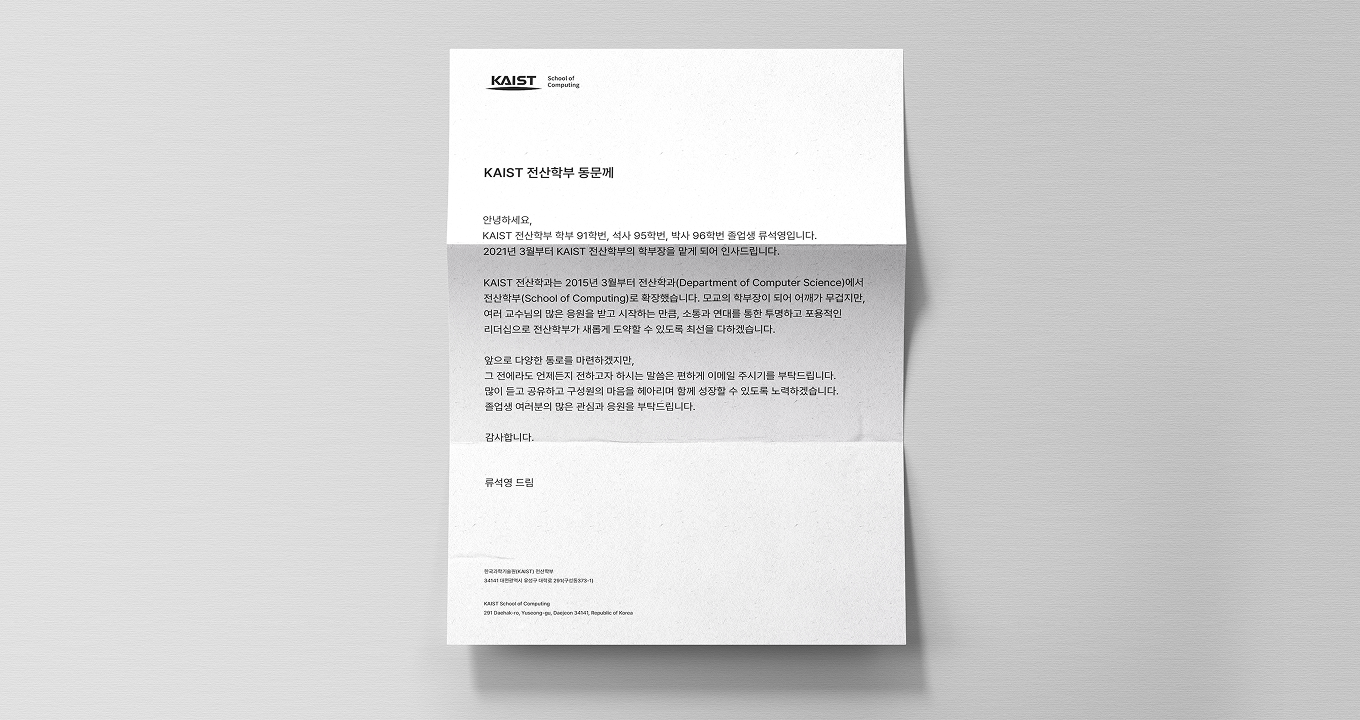 KAIST
School of
Computing
KAIST 전산학부 동문께
안녕하세요,
KAIST 전산학부 학부 91학번, 석사 95학번, 박사 96학번 졸업생 류석영입니다.
2021년 3월부터 KAIST 전산학부의 학부장을 맡게 되어 인사드립니다.
KAIST 전산학과는 2015년 3월부터 전산학과(Department of Computer Science)에서
전산학부(School of Computing)로 확장했습니다. 모교의 학부장이 되어 어깨가 무겁지만,
여러 교수님의 많은 응원을 받고 시작하는 만큼, 소통과 연대를 통한 투명하고 포용적인
리더십으로 전산학부가 새롭게 도약할 수 있도록 최선을 다하겠습니다.
앞으로 다양한 통로를 마련하겠지만,
그 전에라도 언제든지 전하고자 하시는 말씀은 편하게 이메일 주시기를 부탁드립니다.
많이 듣고 공유하고 구성원의 마음을 헤아리며 함께 성장할 수 있도록 노력하겠습니다.
졸업생 여러분의 많은 관심과 응원을 부탁드립니다.
감사합니다.
류석영 드림
한국과학기술원(KAIST) 전산학부
34141 대전광역시 유성구 대학로 291(구성동373-1)
KAIST School of Computing
291 Daehak-ro, Yuseong-gu, Daejeon 34141, Republic of Korea